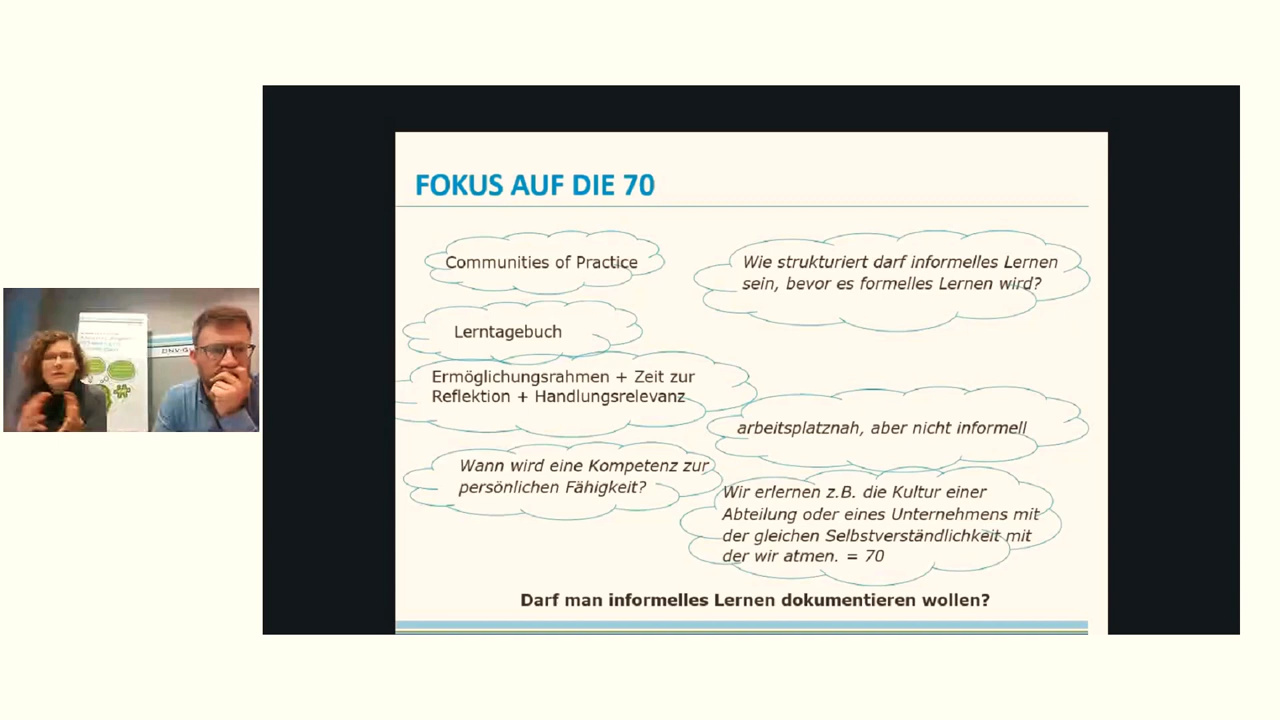 FOKUS AUF DIE 70
Communities of Practice
Wie strukturiert darf informelles Lernen
sein, bevor es formelles Lernen wird?
Lerntagebuch
Ermöglichungsrahmen + Zeit zur
Reflektion + Handlungsrelevanz
arbeitsplatznah, aber nicht informell
Wann wird eine Kompetenz zur
persönlichen Fähigkeit?
Wir erlernen z.B. die Kultur einer
Abteilung oder eines Unternehmens mit
der gleichen Selbstverständlichkeit mit
der wir atmen. = 70
Darf man informelles Lernen dokumentieren wollen?